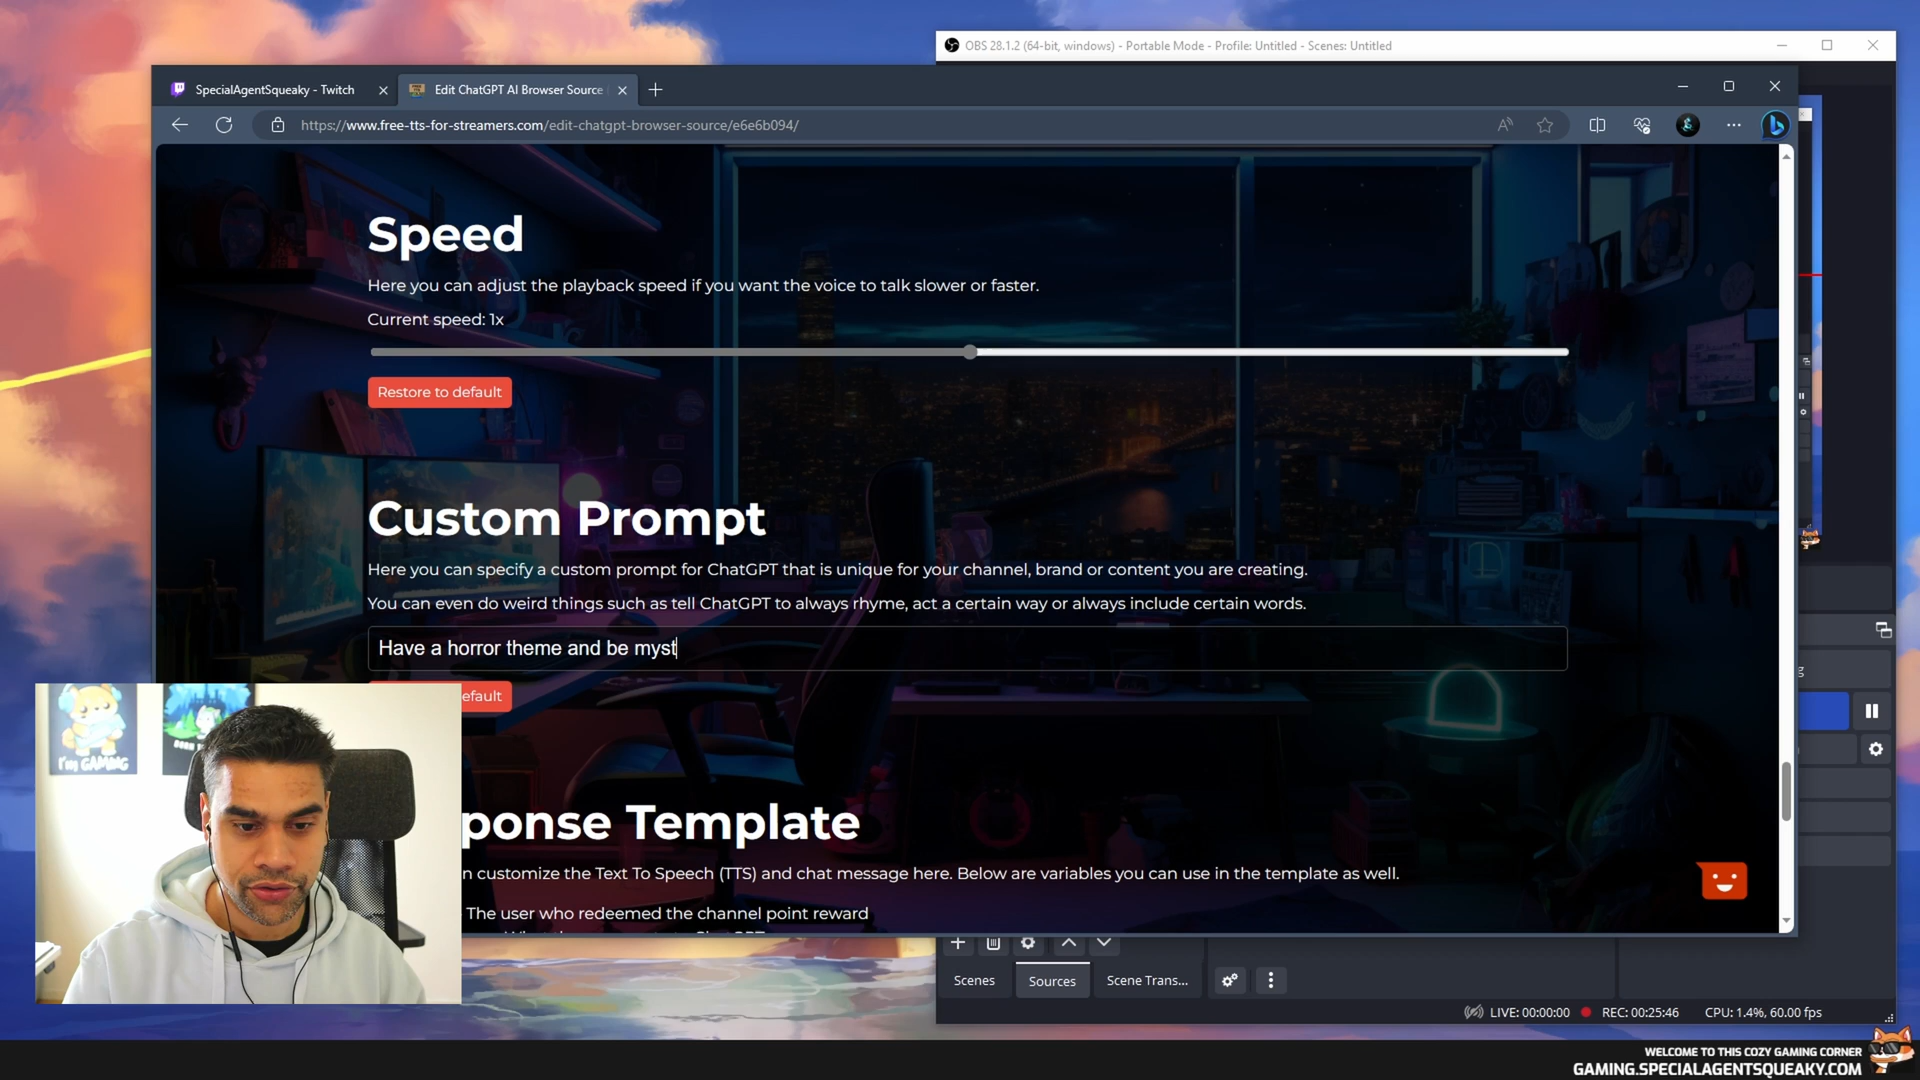 OBS 28.1.2 (64-bit, windows) - Portable Mode - Profile: Untitled - Scenes: Untitled
SpecialAgentSqueaky - Twitch
Edit ChatGPT AI Browser Source
https://www.free-tts-for-streamers.com/edit-chatgpt-browser-source/e6e6b094/
Speed
Here you can adjust the playback speed if you want the voice to talk slower or faster.
Current speed: 1x
Restore to default
Custom Prompt
Here you can specify a custom prompt for ChatGPT that is unique for your channel, brand or content you are creating.
You can even do weird things such as tell ChatGPT to always rhyme, act a certain way or always include certain words.
Have a horror theme and be myst
efault
ponse Template
n customize the Text To Speech (TTS) and chat message here. Below are variables you can use in the template as well.
The user who redeemed the channel point reward
I'm GAMING
Scenes
Sources
Scene Trans...
LIVE: 00:00:00
REC: 00:25:46
CPU: 1.4%, 60.00 fps
WELCOME TO THIS COZY GAMING CORNER
GAMING.SPECIALAGENTSQUEAKY.COM